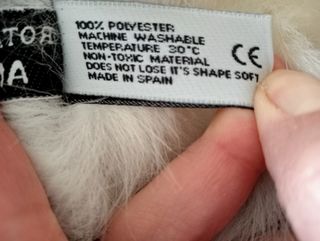 100% POLYESTER
MACHINE WASHABLE
TEMPERATURE 30°C
NON-TOXIC MATERIAL
DOES NOT LOSE IT'S SHAPE SOFT
MADE IN SPAIN
CE